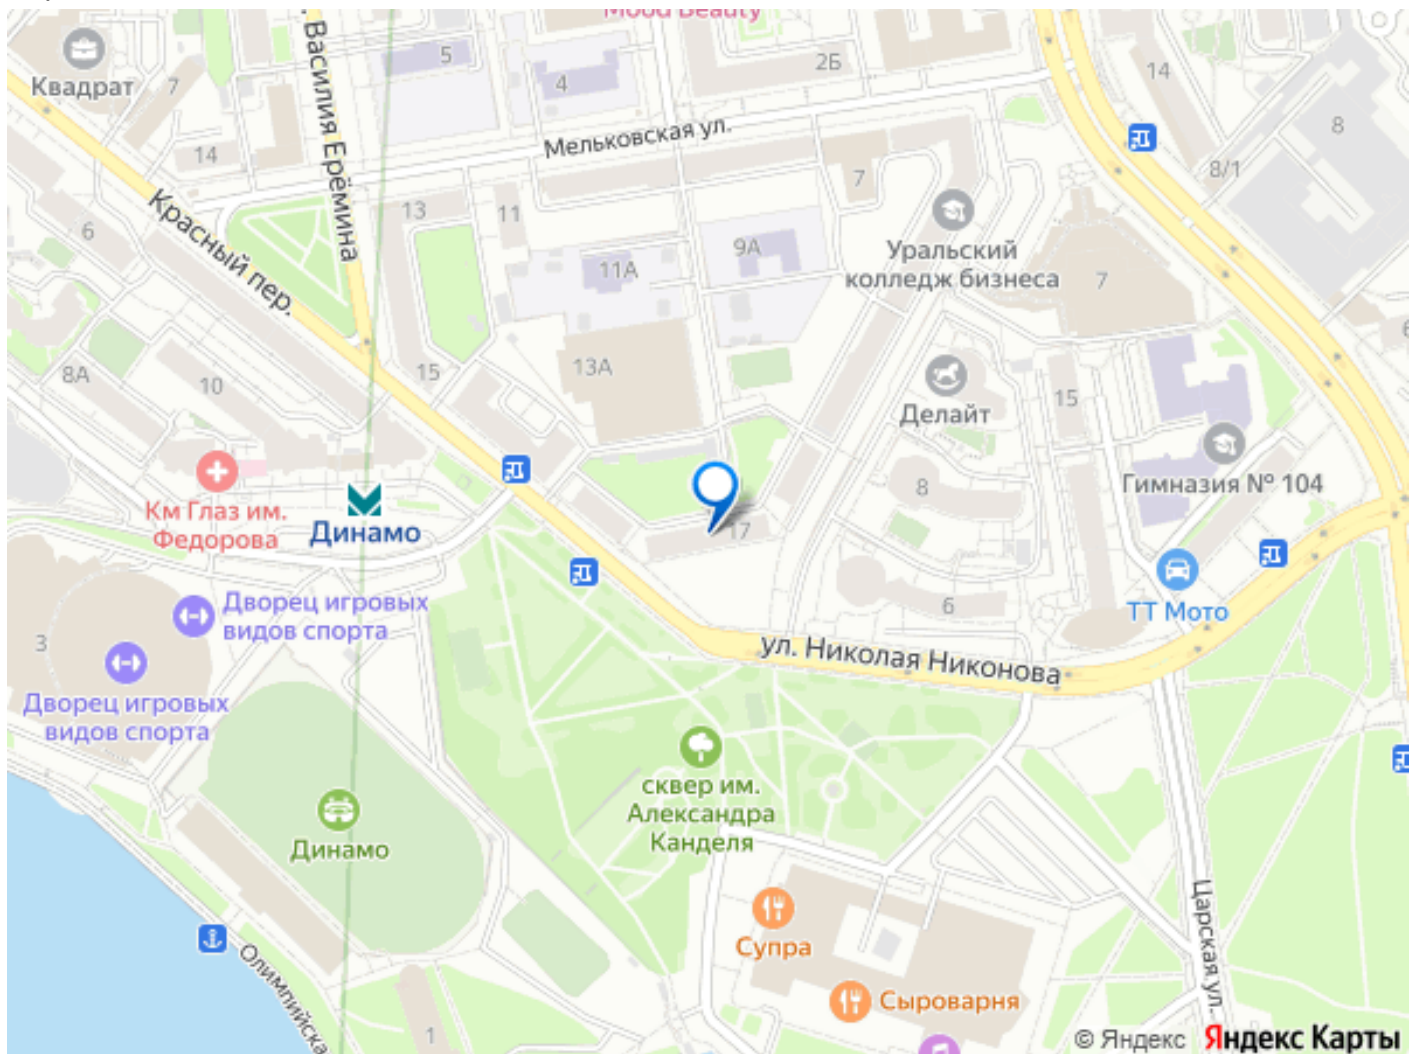 Mood Beauty
Квадрат
7
Василия Ерёмина
5
4
2Б
14
8
Мельковская ул.
14
7
8/1
Красный пер.
13
11
6
Уральский
колледж бизнеса
11А
9А
7
8А
10
15
13А
Делайт
15
Гимназия № 104
8
Км Глаз им.
Федорова
Динамо
17
6
ТТ Мото
3
Дворец игровых
видов спорта
Дворец игровых
видов спорта
ул. Николая Никонова
сквер им.
Александра
Канделя
Динамо
Царская ул.
Супра
Сыроварня
Олимпийска
1
© Яндекс Яндекс Карты